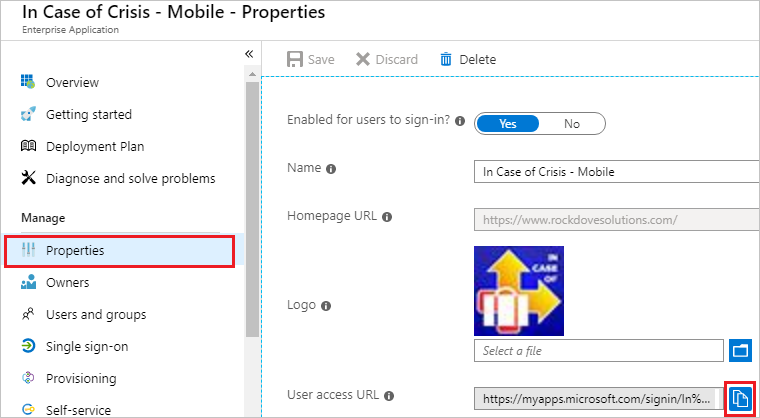 In Case of Crisis - Mobile - Properties
Enterprise Application
«
Overview
Getting started
Deployment Plan
Diagnose and solve problems
Manage
Properties
Owners
Users and groups
Single sign-on
Provisioning
Self-service
Save Discard Delete
Enabled for users to sign-in? Yes No
Name In Case of Crisis - Mobile
Homepage URL https://www.rockdovesolutions.com/
Logo
IN
CASE
OF
Select a file
User access URL https://myapps.microsoft.com/signin/In%...